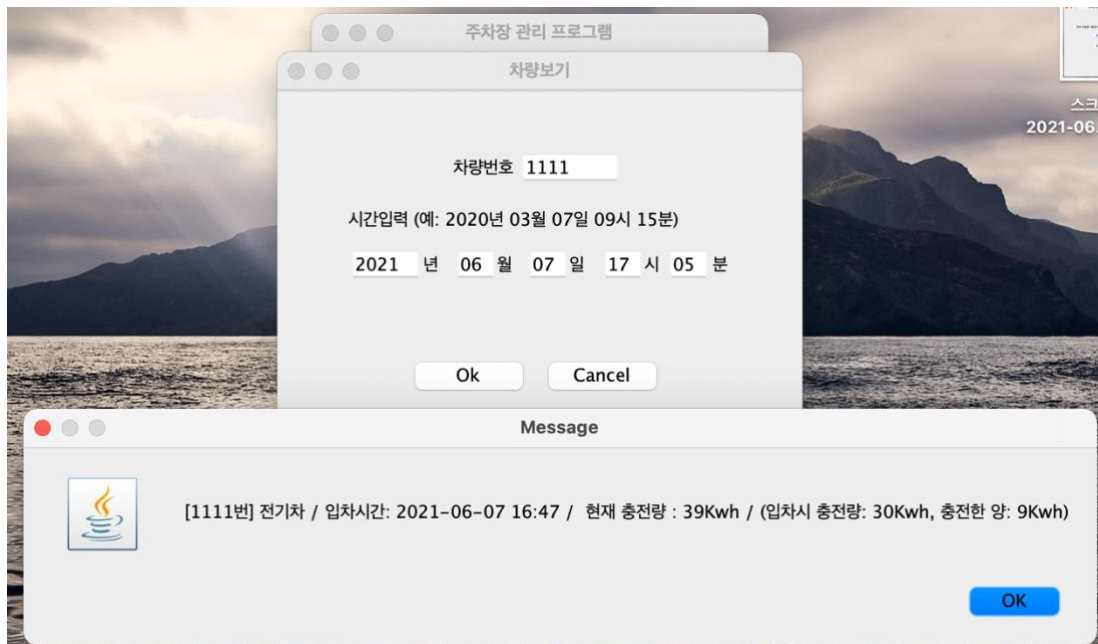 주차장 관리 프로그램
차량보기
스크
2021-06.
차량번호 1111
시간입력 (예: 2020년 03월 07일 09시 15분)
2021 년 06 월 07 일 17 시 05 분
Ok Cancel
Message
[1111번] 전기차 / 입차시간: 2021-06-07 16:47 / 현재 충전량 : 39Kwh / (입차시 충전량: 30Kwh, 충전한 양: 9Kwh)
OK